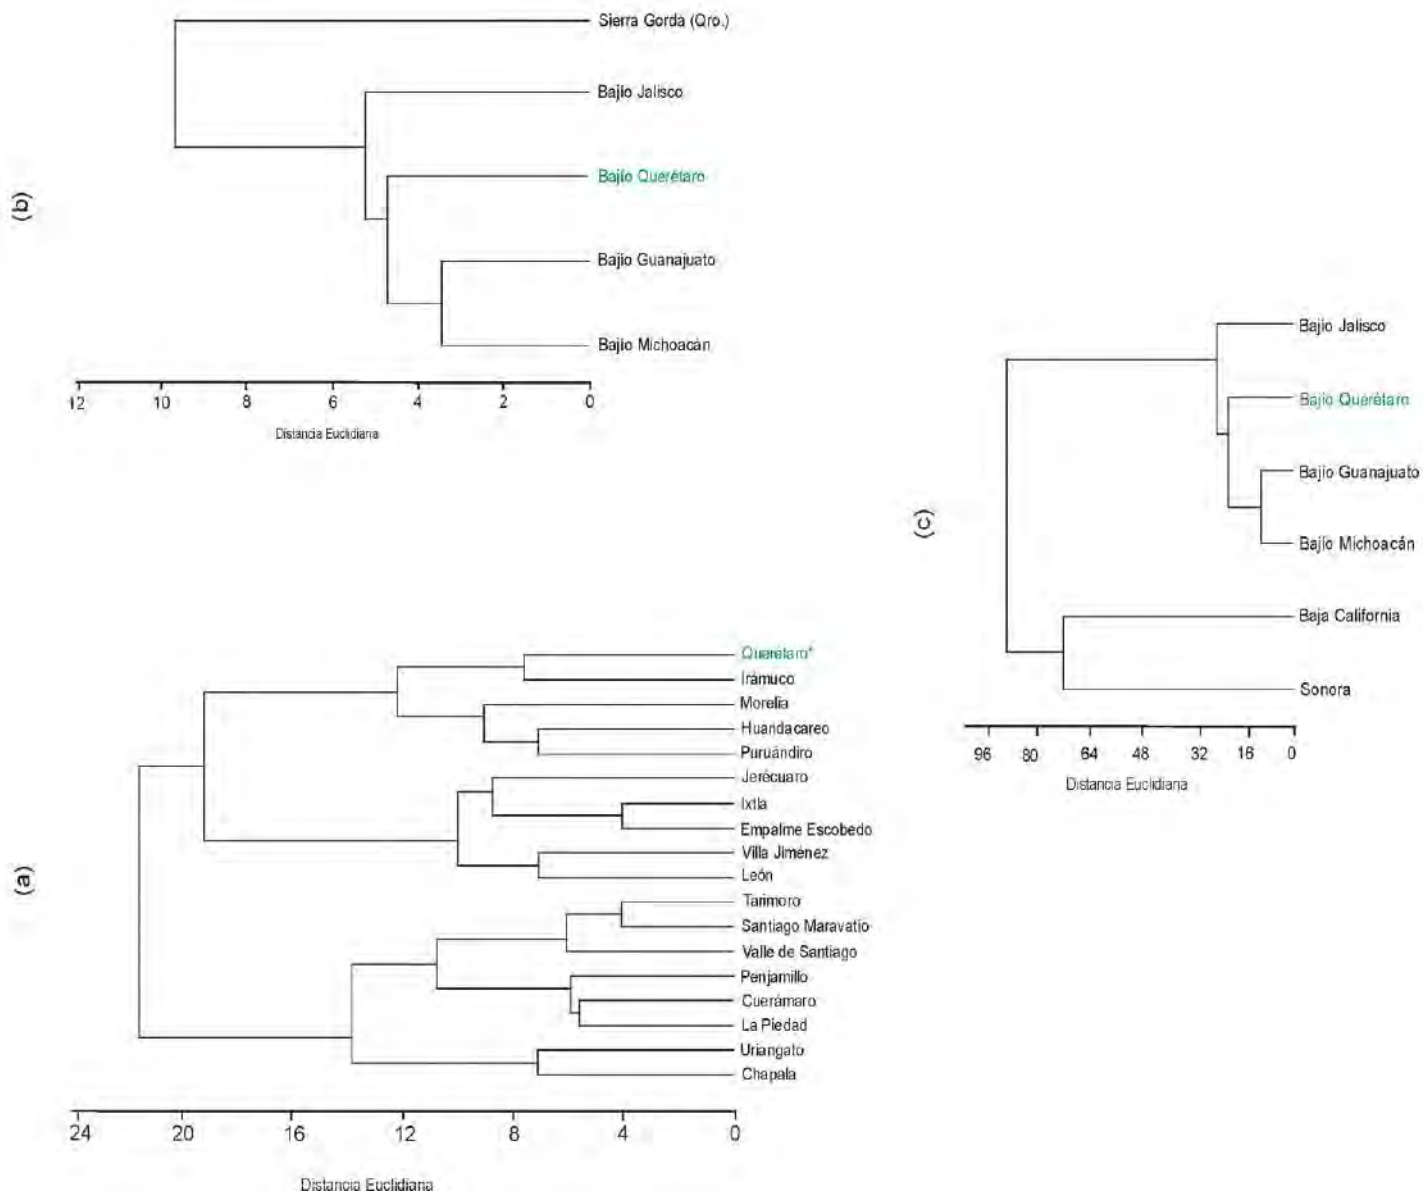 (b)
Sierra Gorda (Qro.)
Bajío Jalisco
Bajío Querétaro
Bajío Guanajuato
Bajío Michoacán
12 10 8 6 4 2 0
Distancia Euclidiana
(c)
Bajío Jalisco
Bajío Querétaro
Bajío Guanajuato
Bajío Michoacán
Baja California
Sonora
96 80 64 48 32 16 0
Distancia Euclidiana
(a)
Querétaro*
Irámuco
Morelia
Huandacareo
Puruándiro
Jerécuaro
Ixtla
Empalme Escobedo
Villa Jiménez
León
Tarimoro
Santiago Maravatío
Valle de Santiago
Penjamillo
Cuerámaro
La Piedad
Uriangato
Chapala
24 20 16 12 8 4 0
Distancia Euclidiana